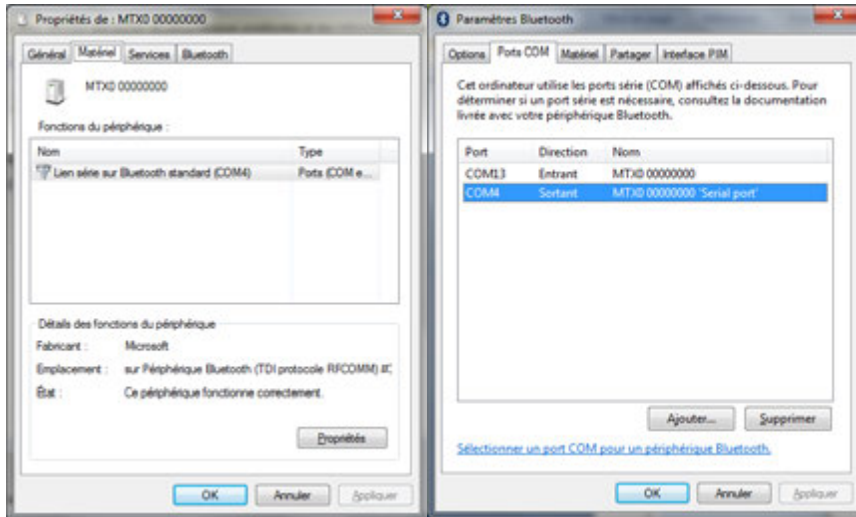 Propriétés de : MTX0 00000000
Général Matériel Services Bluetooth
MTX0 00000000
Fonctions du périphérique :
Nom Type
Lien série sur Bluetooth standard (COM4) Ports (COM e...
Détails des fonctions du périphérique
Fabricant : Microsoft
Emplacement : sur Périphérique Bluetooth (TDI protocole RFCOMM)
État : Ce périphérique fonctionne correctement.
Propriétés
OK Annuler Appliquer
Paramètres Bluetooth
Options Ports COM Matériel Partager Interface PIM
Cet ordinateur utilise les ports série (COM) affichés ci-dessous. Pour
déterminer si un port série est nécessaire, consultez la documentation
livrée avec votre périphérique Bluetooth.
Port Direction Nom
COM13 Entrant MTX0 00000000
COM4 Sortant MTX0 00000000 'Serial port'
Ajouter... Supprimer
Sélectionner un port COM pour un périphérique Bluetooth.
OK Annuler Appliquer